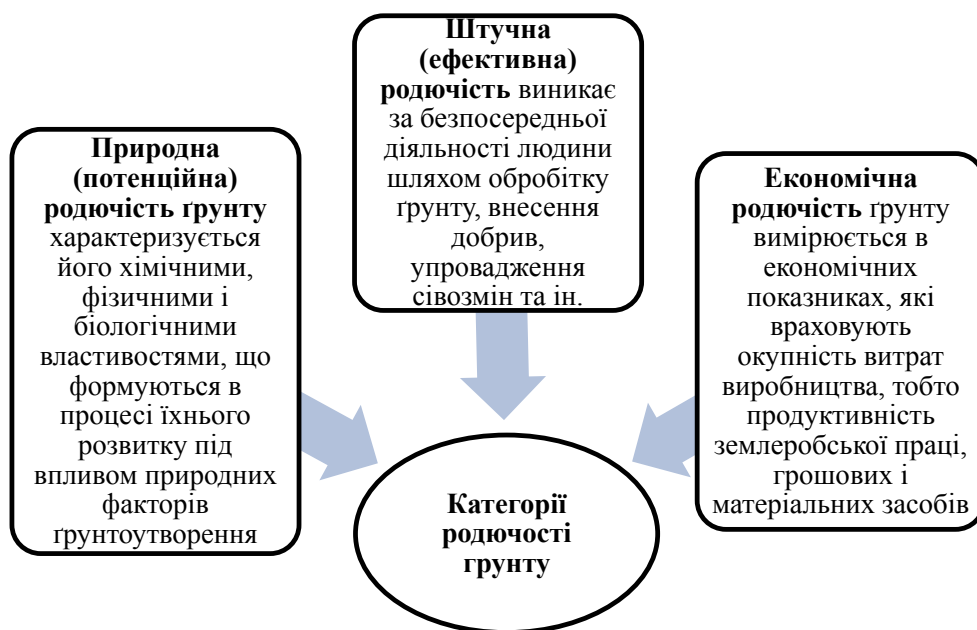 Природна
(потенційна)
родючість ґрунту
характеризується
його хімічними,
фізичними і
біологічними
властивостями, що
формуються в
процесі їхнього
розвитку під
впливом природних
факторів
ґрунтоутворення
Штучна
(ефективна)
родючість виникає
за безпосередньої
діяльності людини
шляхом обробітку
ґрунту, внесення
добрив,
упровадження
сівозмін та ін.
Економічна
родючість ґрунту
вимірюється в
економічних
показниках, які
враховують
окупність витрат
виробництва, тобто
продуктивність
землеробської праці,
грошових і
матеріальних засобів
Категорії
родючості
грунту